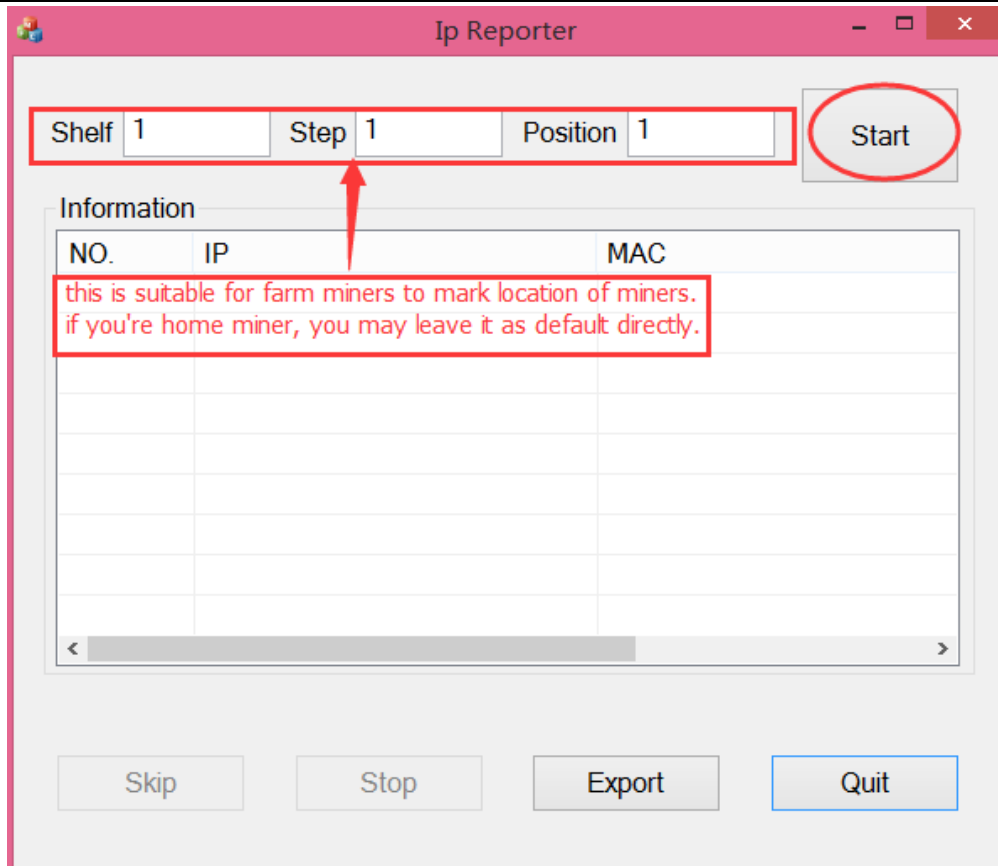 Ip Reporter
Shelf 1 Step 1 Position 1 Start
Information
NO. IP MAC
this is suitable for farm miners to mark location of miners.
if you're home miner, you may leave it as default directly.
Skip Stop Export Quit